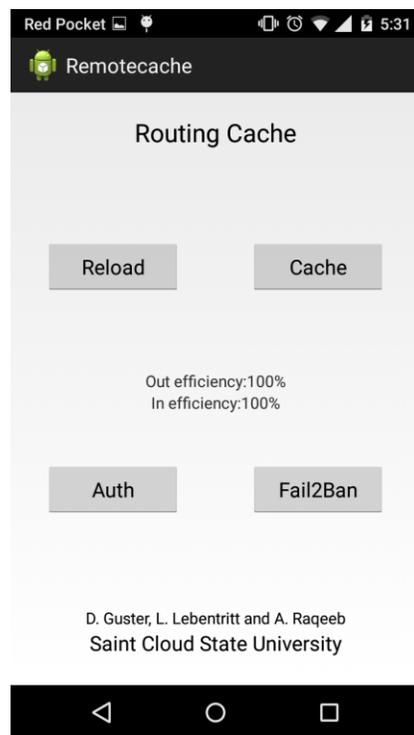 Red Pocket 5:31
Remotecache
Routing Cache
Reload Cache
Out efficiency:100%
In efficiency:100%
Auth Fail2Ban
D. Guster, L. Lebentritt and A. Raqeeb
Saint Cloud State University